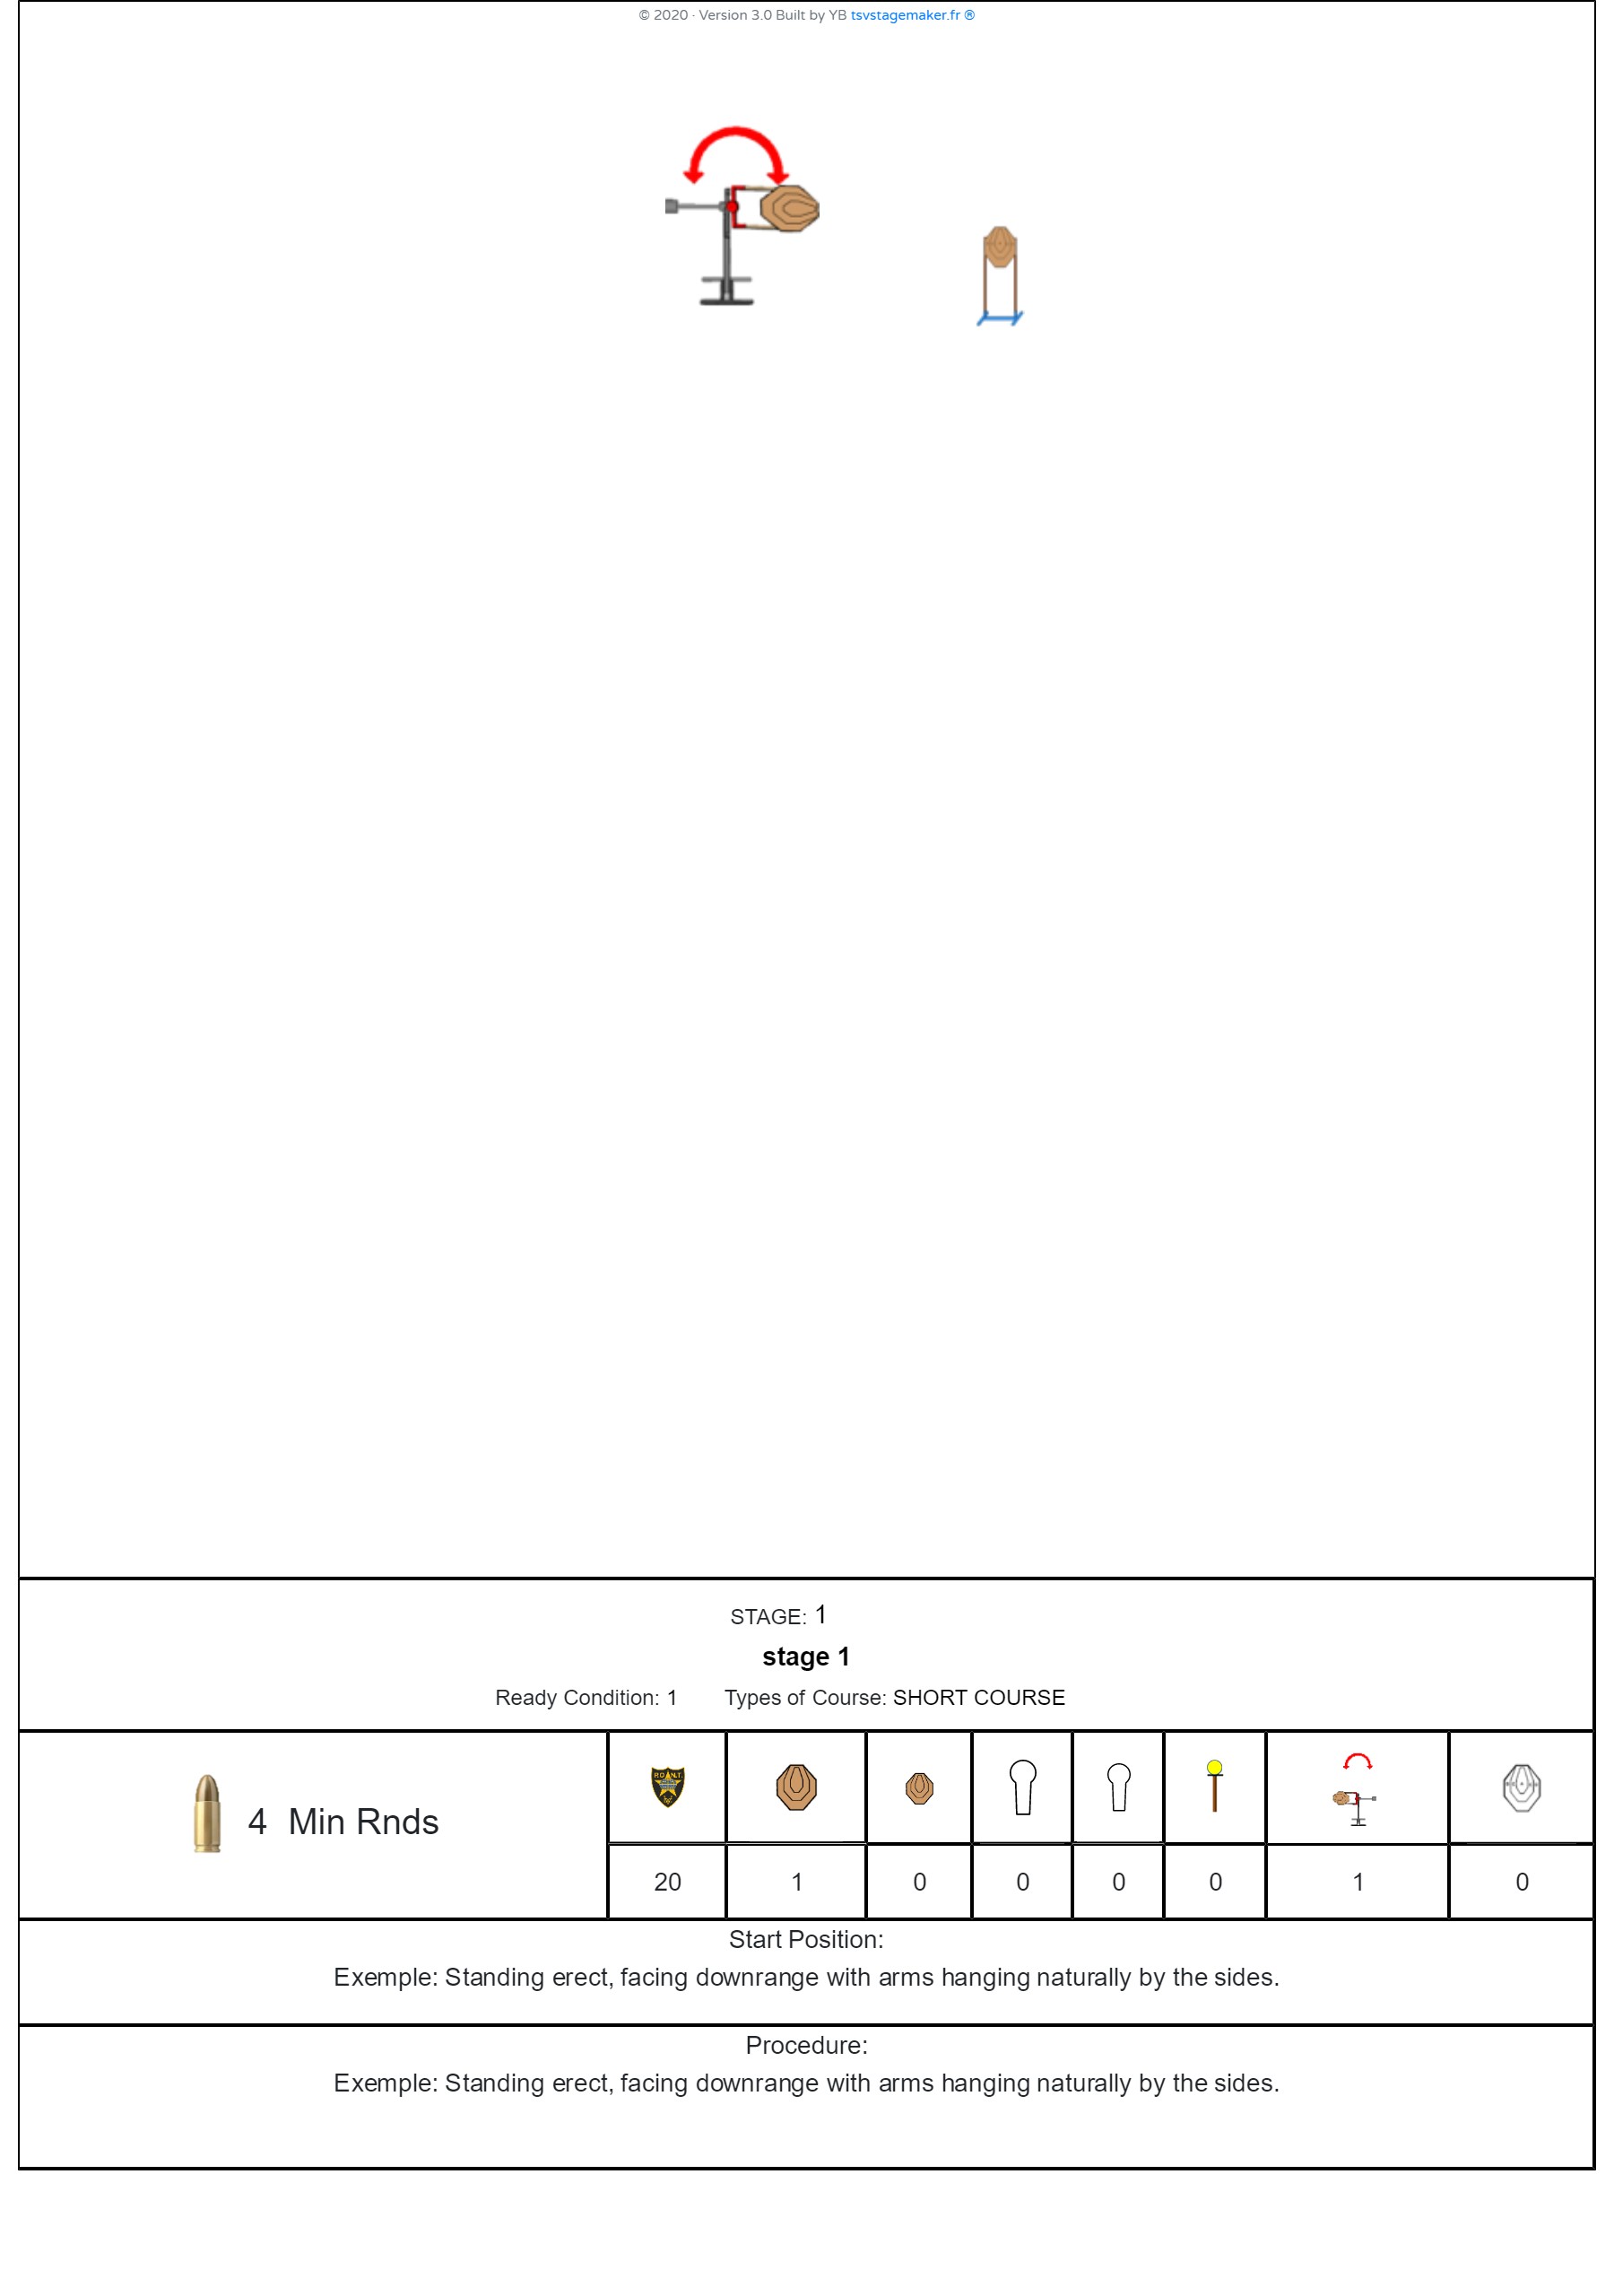 © 2020 · Version 3.0 Built by YB tsvstagemaker.fr ®
STAGE: 1
stage 1
Ready Condition: 1 Types of Course: SHORT COURSE
4 Min Rnds
20 1 0 0 0 0 1 0
Start Position:
Exemple: Standing erect, facing downrange with arms hanging naturally by the sides.
Procedure:
Exemple: Standing erect, facing downrange with arms hanging naturally by the sides.